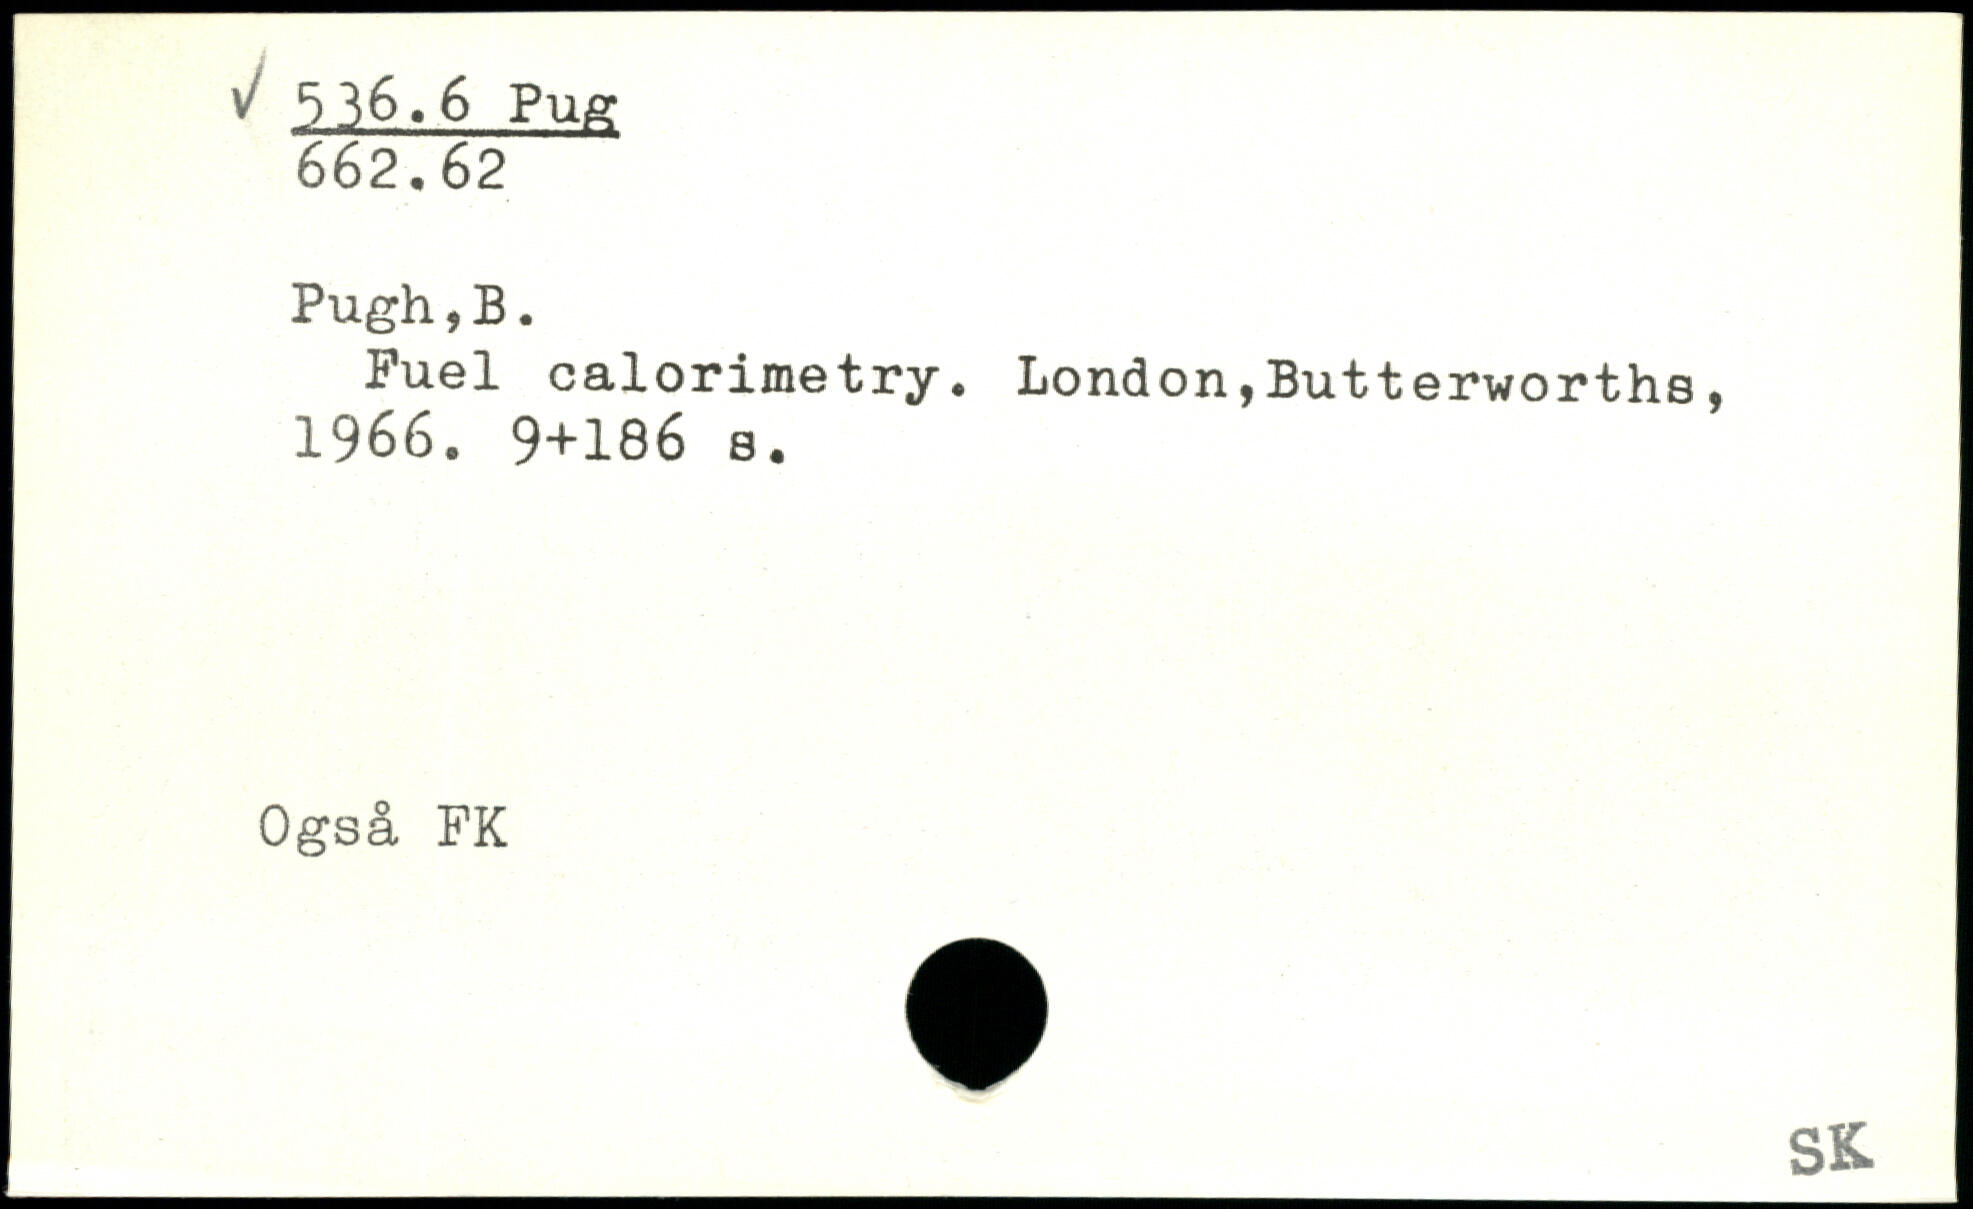 ✓ 536.6 Pug
662.62
Pugh,B.
Fuel calorimetry. London,Butterworths,
1966. 9+186 s.
Også FK
SK